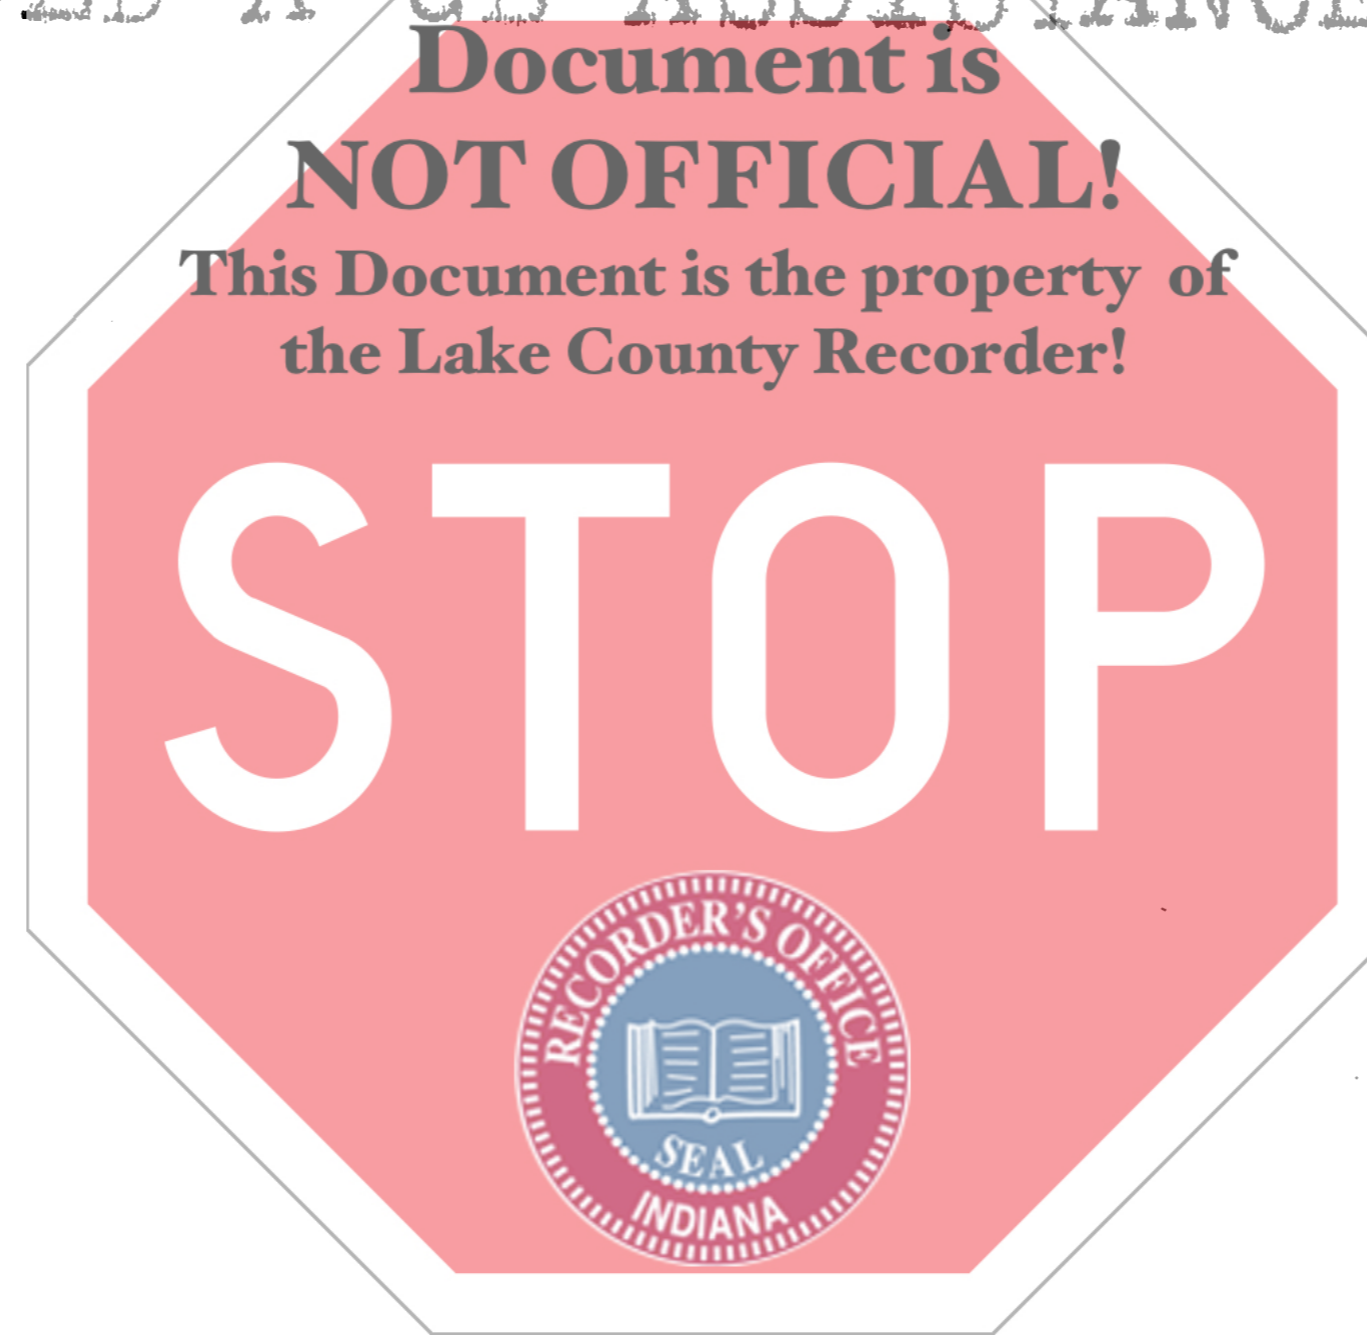 Document is
NOT OFFICIAL!
This Document is the property of
the Lake County Recorder!
STOP
RECORDER'S OFFICE
SEAL
INDIANA